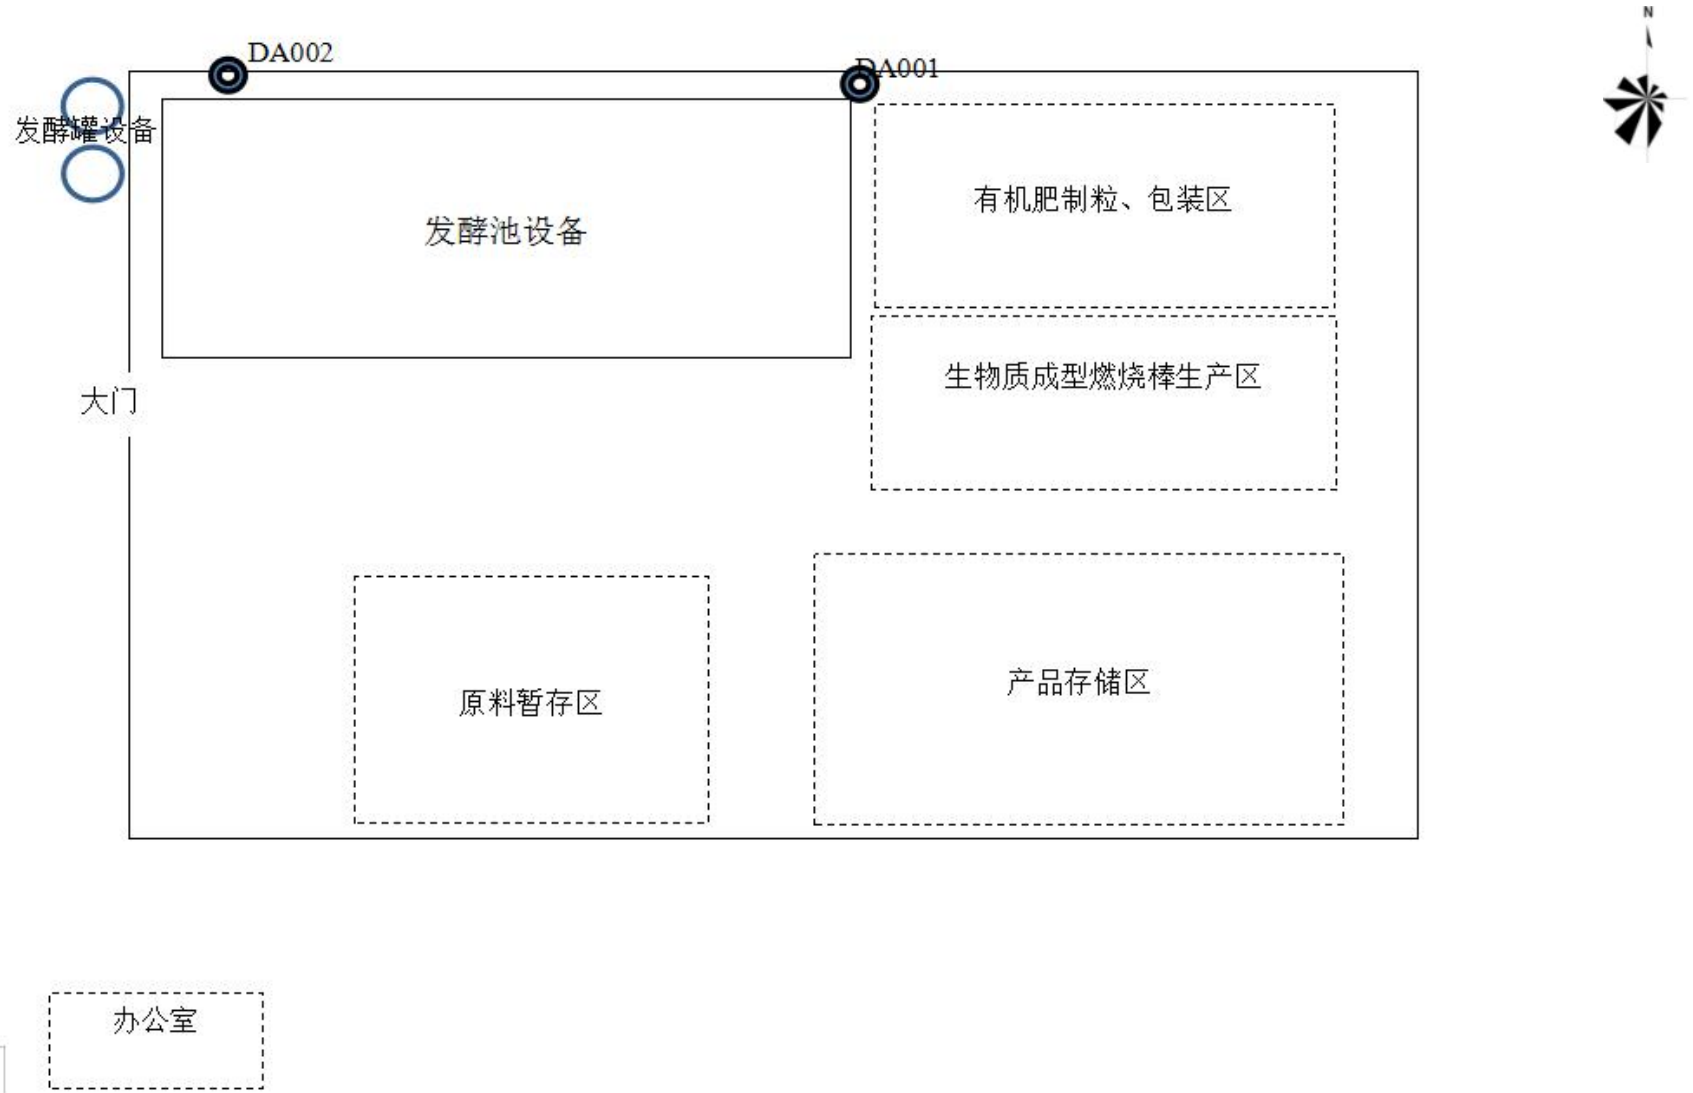 N
DA002
DA001
发酵罐设备
有机肥制粒、包装区
发酵池设备
生物质成型燃烧棒生产区
大门
产品存储区
原料暂存区
办公室